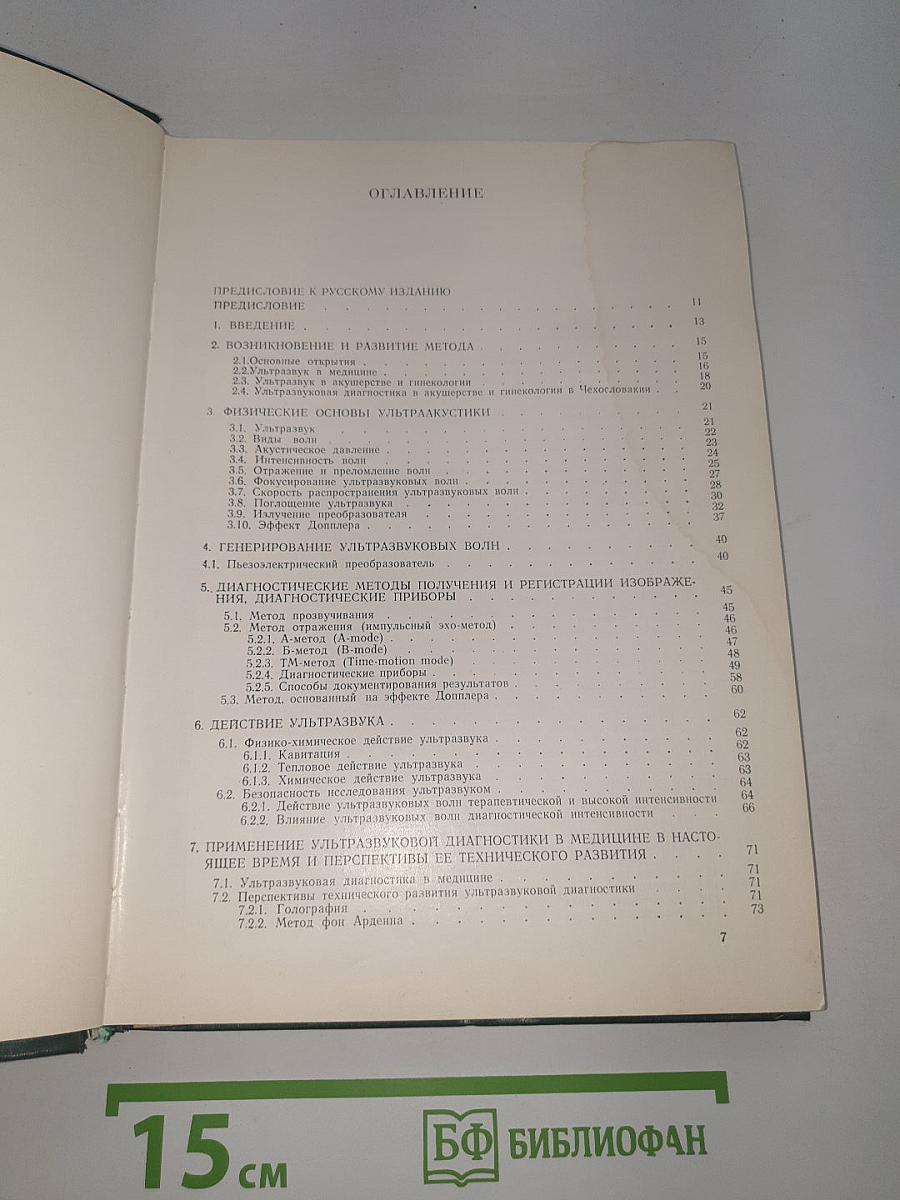 ОГЛАВЛЕНИЕ
ПРЕДИСЛОВИЕ К РУССКОМУ ИЗДАНИЮ
ПРЕДИСЛОВИЕ . . . 11
1. ВВЕДЕНИЕ . . . 13
2. ВОЗНИКНОВЕНИЕ И РАЗВИТИЕ МЕТОДА . . . 15
2.1.Основные открытия . . . 15
2.2.Ультразвук в медицине . . . 16
2.3. Ультразвук в акушерстве и гинекологии . . . 18
2.4. Ультразвуковая диагностика в акушерстве и гинекологии в Чехословакии . . 20
3. ФИЗИЧЕСКИЕ ОСНОВЫ УЛЬТРААКУСТИКИ . . . 21
3.1. Ультразвук . . . 21
3.2. Виды волн . . . 22
3.3. Акустическое давление . . . 23
3.4. Интенсивность волн . . . 24
3.5. Отражение и преломление волн . . . 25
3.6. Фокусирование ультразвуковых волн . . . 27
3.7. Скорость распространения ультразвуковых волн . . . 28
3.8. Поглощение ультразвука . . . 30
3.9. Излучение преобразователя . . . 32
3.10. Эффект Допплера . . . 37
4. ГЕНЕРИРОВАНИЕ УЛЬТРАЗВУКОВЫХ ВОЛН . . . 40
4.1. Пьезоэлектрический преобразователь . . . 40
5. ДИАГНОСТИЧЕСКИЕ МЕТОДЫ ПОЛУЧЕНИЯ И РЕГИСТРАЦИИ ИЗОБРАЖЕ-
НИЯ, ДИАГНОСТИЧЕСКИЕ ПРИБОРЫ . . . 45
5.1. Метод прозвучивания . . . 45
5.2. Метод отражения (импульсный эхо-метод) . . . 46
5.2.1. А-метод (A-mode) . . . 46
5.2.2. Б-метод (B-mode) . . . 47
5.2.3. ТМ-метод (Time-motion mode) . . . 48
5.2.4. Диагностические приборы . . . 49
5.2.5. Способы документирования результатов . . . 58
5.3. Метод, основанный на эффекте Допплера . . . 60
6. ДЕЙСТВИЕ УЛЬТРАЗВУКА . . . 62
6.1. Физико-химическое действие ультразвука . . . 62
6.1.1. Кавитация . . . 62
6.1.2. Тепловое действие ультразвука . . . 63
6.1.3. Химическое действие ультразвука . . . 63
6.2. Безопасность исследования ультразвуком . . . 64
6.2.1. Действие ультразвуковых волн терапевтической и высокой интенсивности 64
6.2.2. Влияние ультразвуковых волн диагностической интенсивности . . . 66
7. ПРИМЕНЕНИЕ УЛЬТРАЗВУКОВОЙ ДИАГНОСТИКИ В МЕДИЦИНЕ В НАСТО-
ЯЩЕЕ ВРЕМЯ И ПЕРСПЕКТИВЫ ЕЕ ТЕХНИЧЕСКОГО РАЗВИТИЯ . . . . 71
7.1. Ультразвуковая диагностика в медицине . . . 71
7.2. Перспективы технического развития ультразвуковой диагностики . . . 71
7.2.1. Голография . . . 71
7.2.2. Метод фон Арденна . . . 73
7
15 см
БФ БИБЛИОФАН